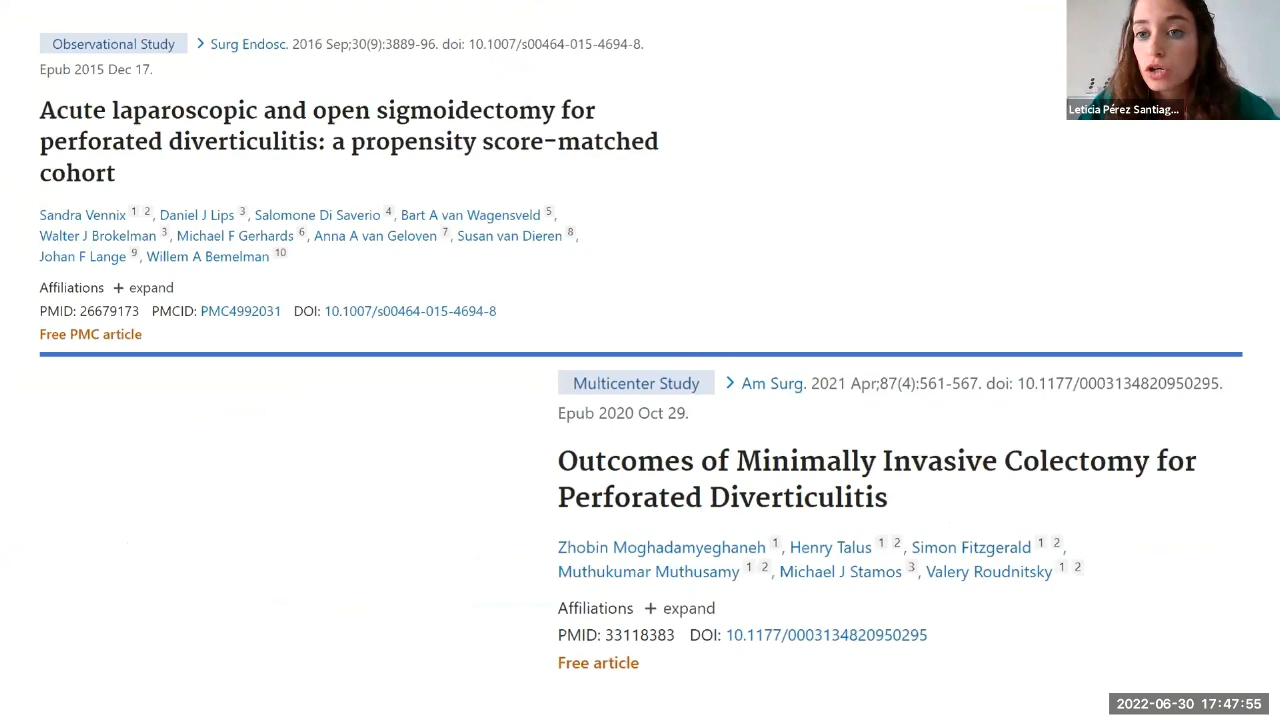 Observational Study > Surg Endosc. 2016 Sep;30(9):3889-96. doi: 10.1007/s00464-015-4694-8.
Epub 2015 Dec 17.
Acute laparoscopic and open sigmoidectomy for
perforated diverticulitis: a propensity score-matched
cohort
Sandra Vennix 1 2, Daniel J Lips 3, Salomone Di Saverio 4, Bart A van Wagensveld 5,
Walter J Brokelman 3, Michael F Gerhards 6, Anna A van Geloven 7, Susan van Dieren 8,
Johan F Lange 9, Willem A Bemelman 10
Affiliations + expand
PMID: 26679173 PMCID: PMC4992031 DOI: 10.1007/s00464-015-4694-8
Free PMC article
Leticia Pérez Santiag...
Multicenter Study > Am Surg. 2021 Apr;87(4):561-567. doi: 10.1177/0003134820950295.
Epub 2020 Oct 29.
Outcomes of Minimally Invasive Colectomy for
Perforated Diverticulitis
Zhobin Moghadamyeghaneh 1, Henry Talus 1 2, Simon Fitzgerald 1 2,
Muthukumar Muthusamy 1 2, Michael J Stamos 3, Valery Roudnitsky 1 2
Affiliations + expand
PMID: 33118383 DOI: 10.1177/0003134820950295
Free article
2022-06-30 17:47:55